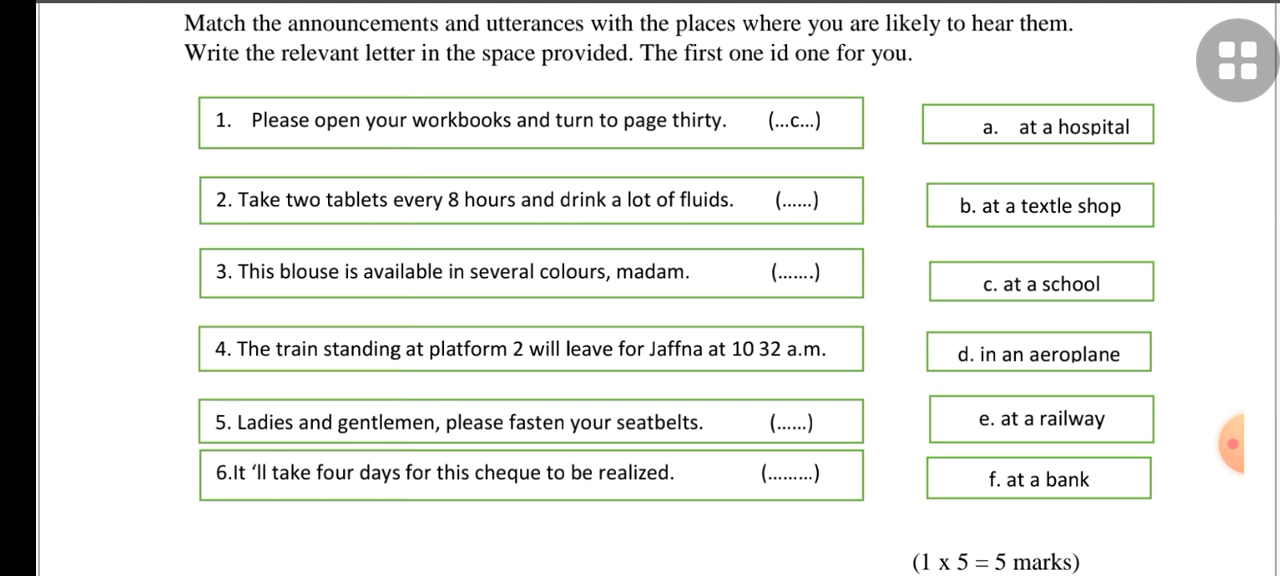 Match the announcements and utterances with the places where you are likely to hear them.
Write the relevant letter in the space provided. The first one id one for you.
1. Please open your workbooks and turn to page thirty. (...c...)
a. at a hospital
2. Take two tablets every 8 hours and drink a lot of fluids. (......)
b. at a textle shop
3. This blouse is available in several colours, madam. (.......)
c. at a school
4. The train standing at platform 2 will leave for Jaffna at 10 32 a.m.
d. in an aeroplane
5. Ladies and gentlemen, please fasten your seatbelts. (......)
e. at a railway
6.It ‘ll take four days for this cheque to be realized. (.........)
f. at a bank
(1 x 5 = 5 marks)